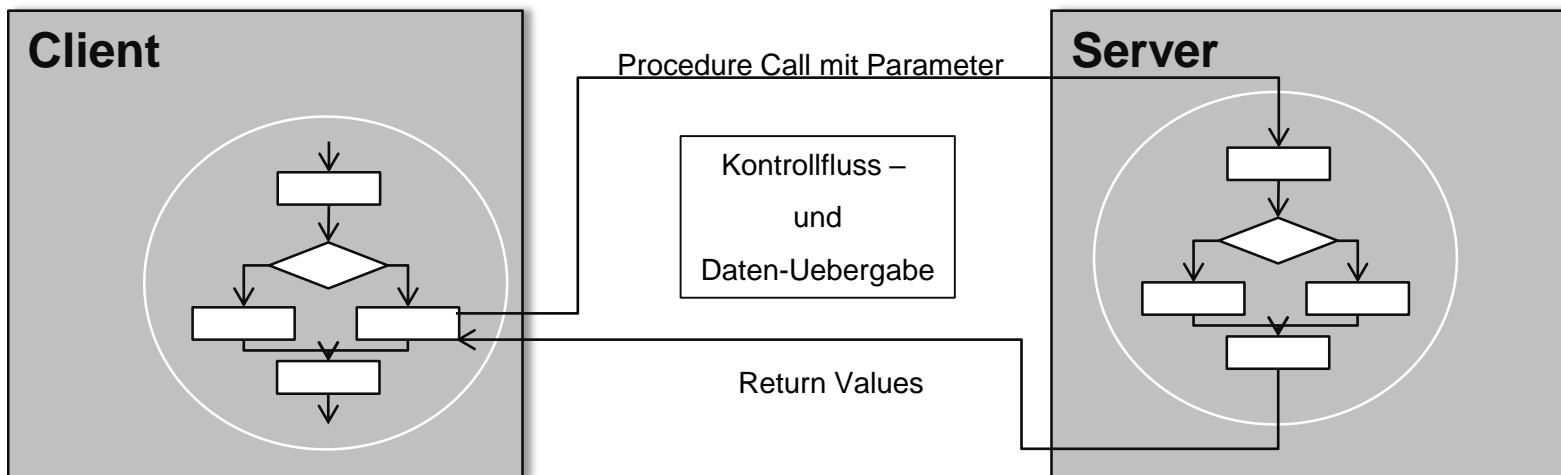 Client
Procedure Call mit Parameter
Server
Kontrollfluss –
und
Daten-Uebergabe
Return Values